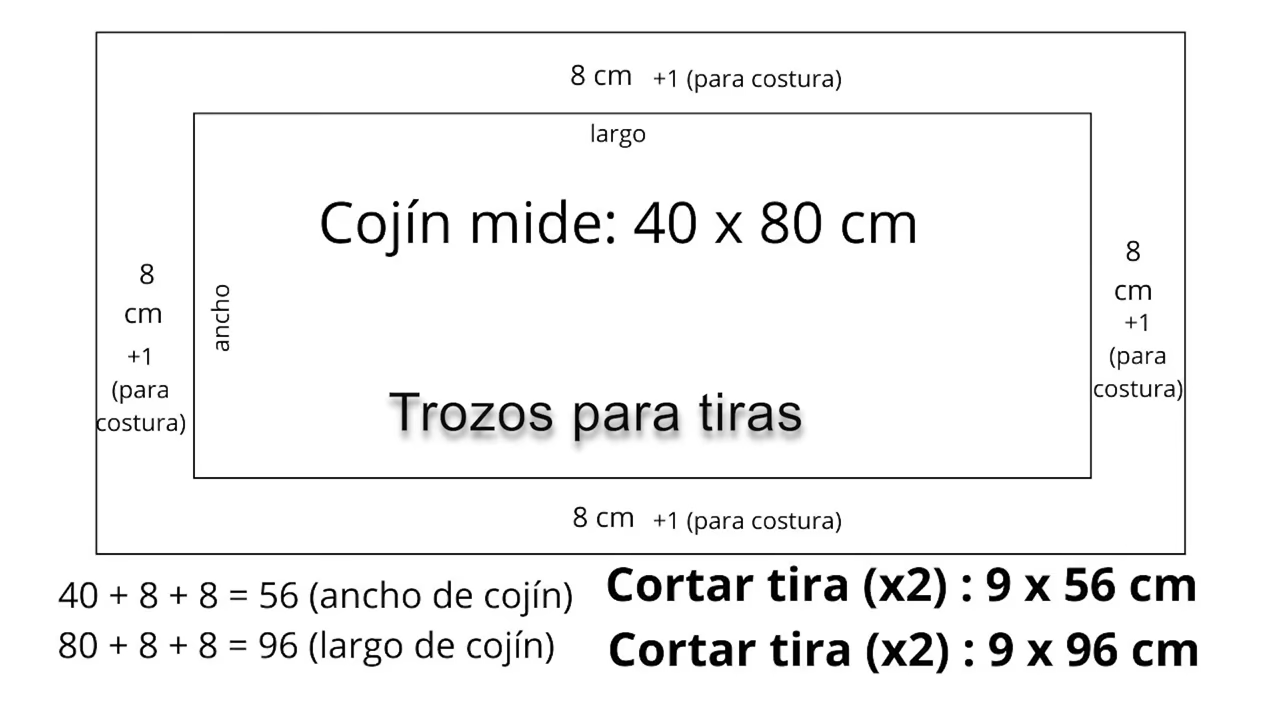 8 cm +1 (para costura)
largo
Cojín mide: 40 x 80 cm
8
cm
+1
(para
costura)
ancho
8
cm
+1
(para
costura)
Trozos para tiras
8 cm +1 (para costura)
40 + 8 + 8 = 56 (ancho de cojín)
80 + 8 + 8 = 96 (largo de cojín)
Cortar tira (x2) : 9 x 56 cm
Cortar tira (x2) : 9 x 96 cm